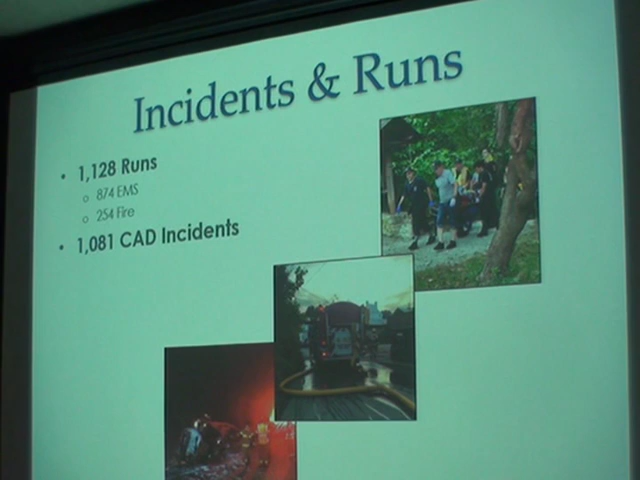 Incidents & Runs
• 1,128 Runs
o 874 EMS
o 254 Fire
• 1,081 CAD Incidents